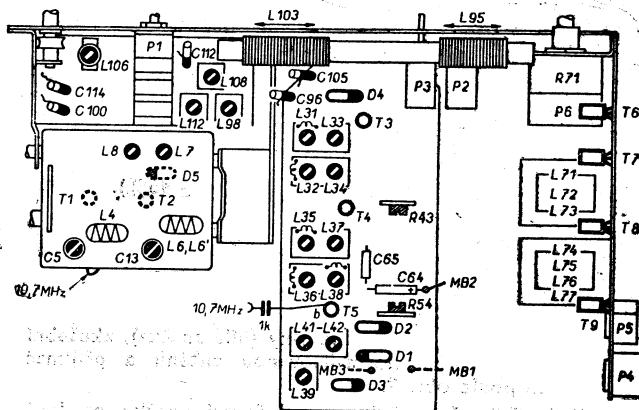 L103
L95
P1
C112
L106
L108
C105
P3
P2
R71
C114
C96
D4
P6
T6
C100
L112
L98
L31
L33
T3
L8
L7
T7
D5
L32
L34
L71
T1
T2
L72
T4
R43
L73
L4
L35
L37
T8
C5
C13
L6,L6'
C65
L74
C64
MB2
L75
10,7MHz
L36
L38
L76
10,7MHz
R54
L77
b
T5
1k
T9
D2
P5
L41
L42
D1
MB3
MB1
D3
P4
L39